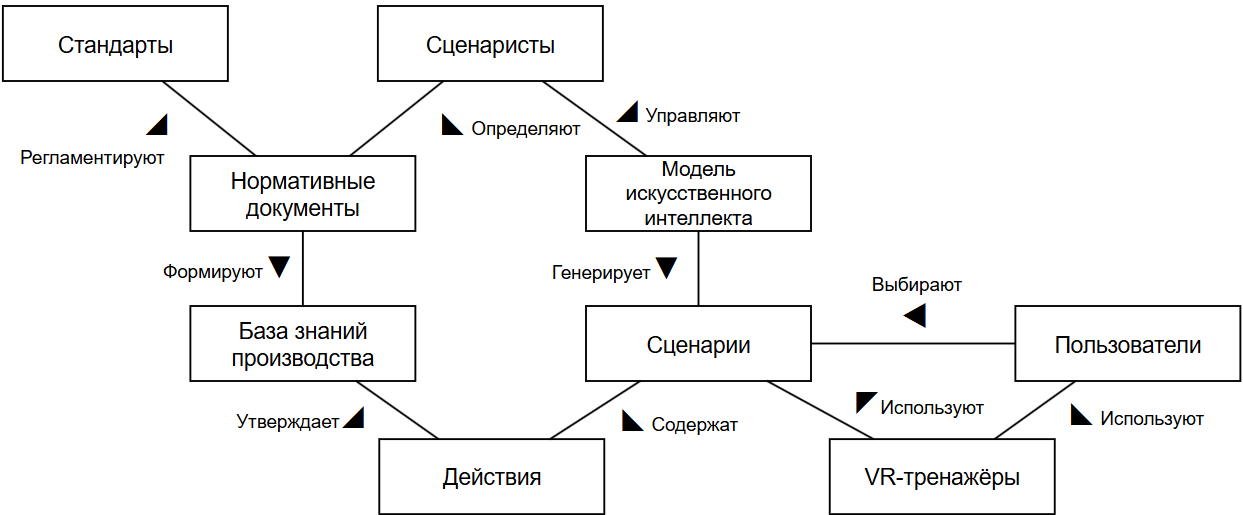 Стандарты
Сценаристы
Управляют
Определяют
Регламентируют
Нормативные
документы
Модель
искусственного
интеллекта
Формируют
Генерирует
Выбирают
База знаний
производства
Сценарии
Пользователи
Утверждает
Содержат
Используют
Используют
Действия
VR-тренажёры